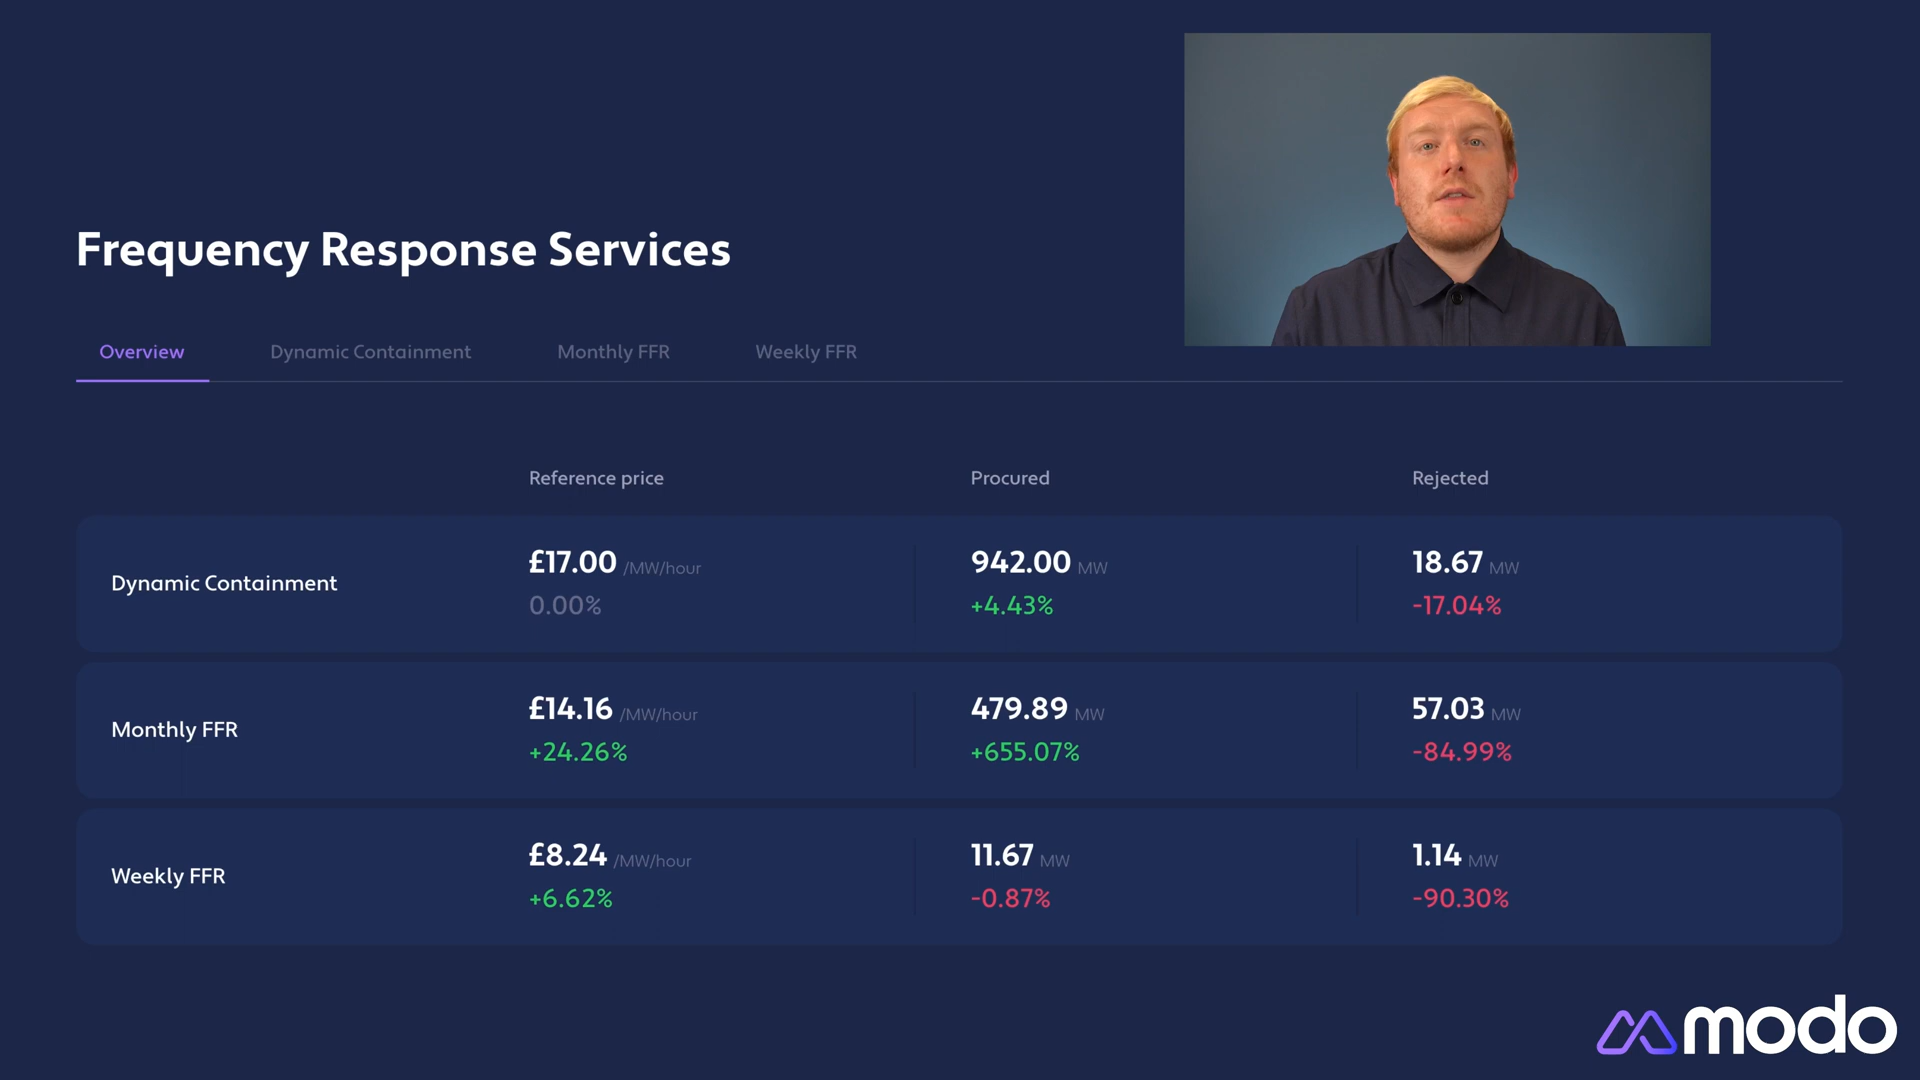 Frequency Response Services
Overview Dynamic Containment Monthly FFR Weekly FFR
Reference price Procured Rejected
Dynamic Containment
£17.00 /MW/hour
0.00%
942.00 MW
+4.43%
18.67 MW
-17.04%
Monthly FFR
£14.16 /MW/hour
+24.26%
479.89 MW
+655.07%
57.03 MW
-84.99%
Weekly FFR
£8.24 /MW/hour
+6.62%
11.67 MW
-0.87%
1.14 MW
-90.30%
modo